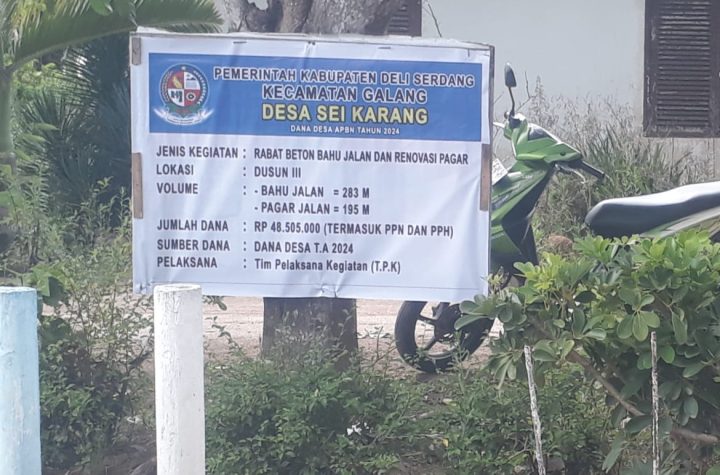 PEMERINTAH KABUPATEN DELI SERDANG
KECAMATAN GALANG
DESA SEI KARANG
DANA DESA APBN TAHUN 2024
JENIS KEGIATAN : RABAT BETON BAHU JALAN DAN RENOVASI PAGAR
LOKASI : DUSUN III
VOLUME : - BAHU JALAN = 283 M
- PAGAR JALAN = 195 M
JUMLAH DANA : RP 48.505.000 (TERMASUK PPN DAN PPH)
SUMBER DANA : DANA DESA T.A 2024
PELAKSANA : Tim Pelaksana Kegiatan (T.P.K)